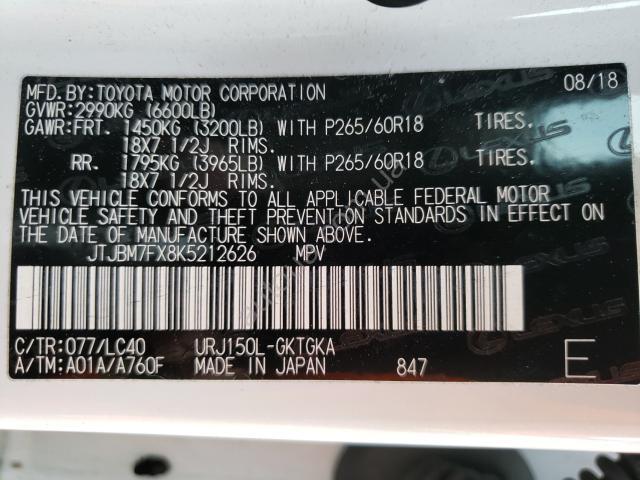 MFD. BY: TOYOTA MOTOR CORPORATION 08/18
GVWR: 2990KG (6600LB)
GAWR: FRT. 1450KG (3200LB) WITH P265/60R18 TIRES.
18X7 1/2J RIMS.
RR. 1795KG (3965LB) WITH P265/60R18 TIRES.
18X7 1/2J RIMS.
THIS VEHICLE CONFORMS TO ALL APPLICABLE FEDERAL MOTOR
VEHICLE SAFETY AND THEFT PREVENTION STANDARDS IN EFFECT ON
THE DATE OF MANUFACTURE SHOWN ABOVE.
JTJBM7FX8K5212626 MPV
C/TR: 077/LC40 URJ150L-GKTGKA
A/TM: A01A/A760F MADE IN JAPAN 847 E
LEXUS
LEXUS
LEXUS